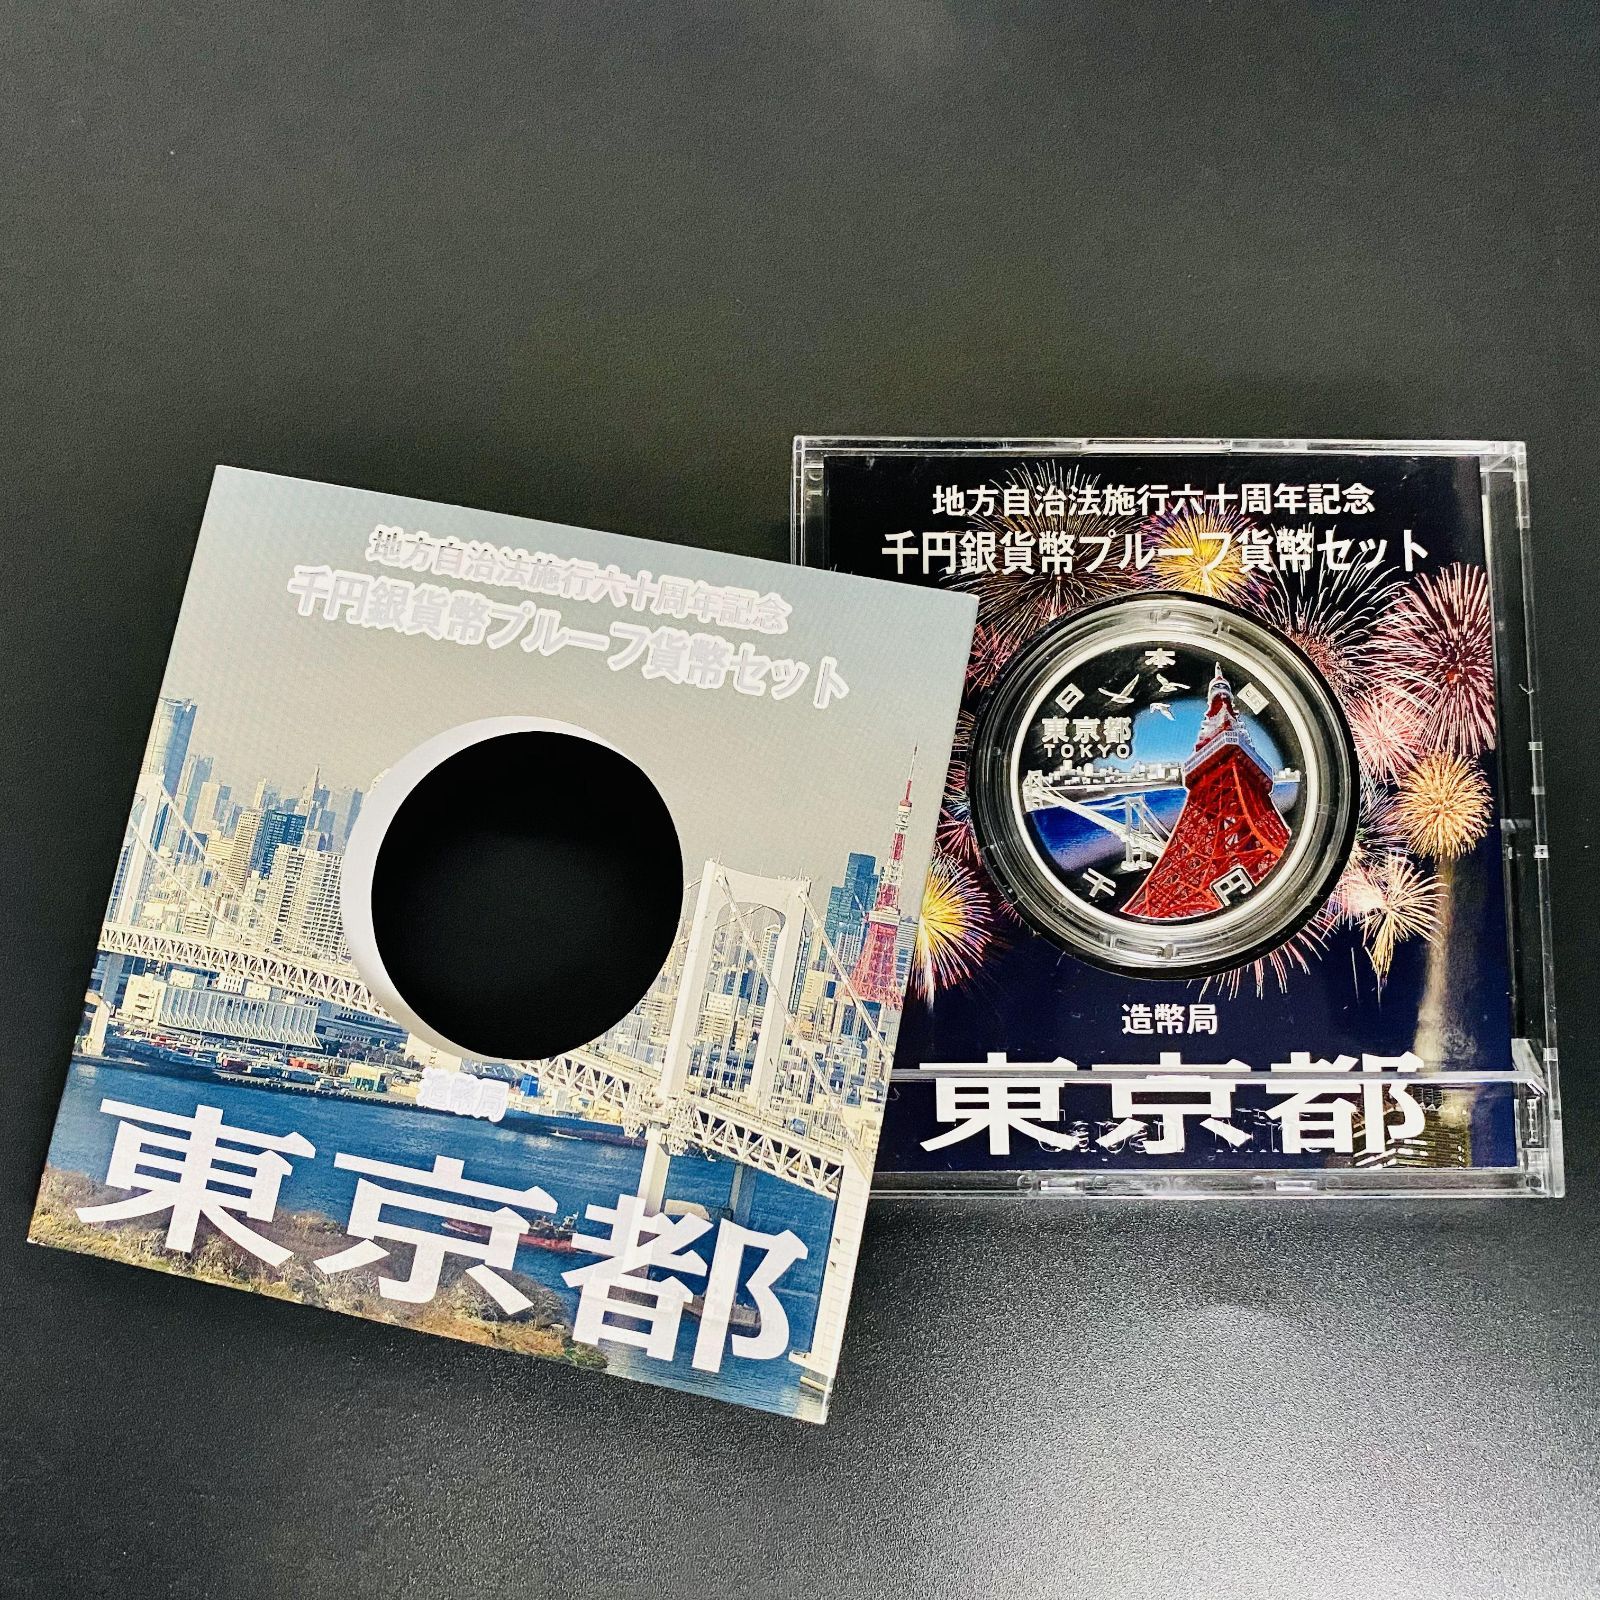 地方自治法施行六十周年記念
千円銀貨幣プルーフ貨幣セット
造幣局
東京都
地方自治法施行六十周年記念
千円銀貨幣プルーフ貨幣セット
日本国
東京都
TOKYO
千円
造幣局
東京都
Japan Mint